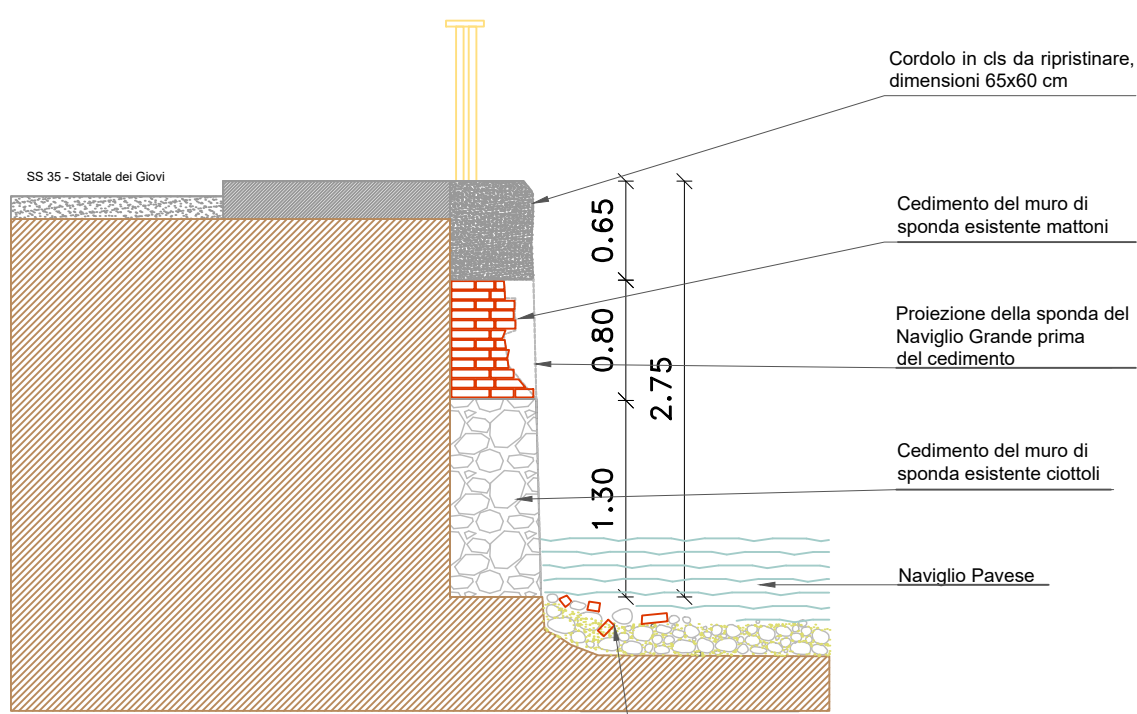 Cordolo in cls da ripristinare,
dimensioni 65x60 cm
SS 35 - Statale dei Giovi
Cedimento del muro di
sponda esistente mattoni
0.65
Proiezione della sponda del
Naviglio Grande prima
del cedimento
0.80
2.75
Cedimento del muro di
sponda esistente ciottoli
1.30
Naviglio Pavese